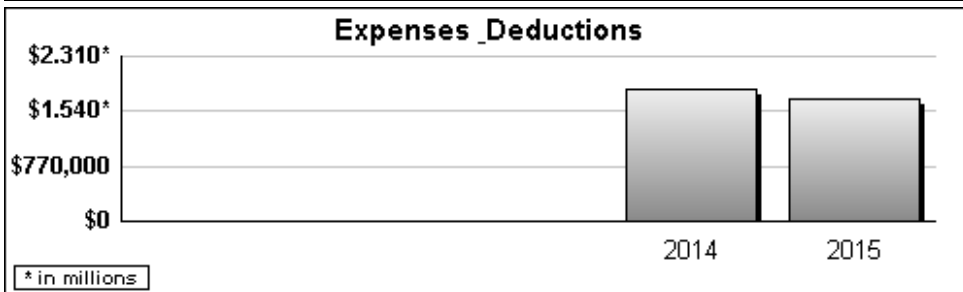 Expenses _Deductions
$2.310*
$1.540*
$770,000
$0
2014 2015
* in millions